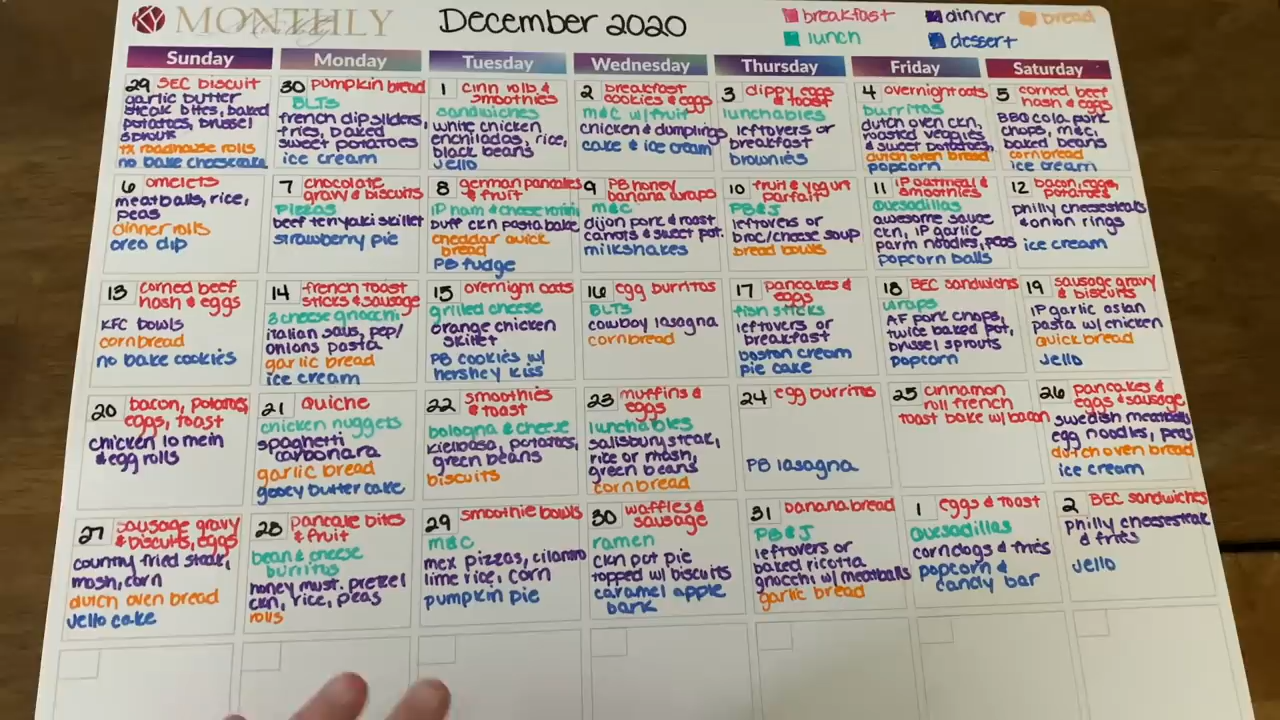 KY MONTHLY
December 2020
breakfast
dinner
bread
lunch
dessert
Sunday
Monday
Tuesday
Wednesday
Thursday
Friday
Saturday
29 SEC biscuit
garlic butter
steak bites, baked
potatoes, brussel
sprouts
tx roadhouse rolls
no bake cheesecake
30 pumpkin bread
BLTS
french dip sliders,
fries, baked
sweet potatoes
ice cream
1 cinn rolls &
smoothies
sandwiches
white chicken
enchiladas, rice,
black beans
Jello
2 breakfast
cookies & eggs
m&c w/ fruit
chicken & dumplings
cake & ice cream
3 dippy eggs
& toast
lunchables
leftovers or
breakfast
brownies
4 overnight oats
burritos
dutch oven ckn,
roasted veggies
& sweet potatoes,
dutch oven bread
popcorn
5 corned beef
hash & eggs
BBQ cola pork
chops, m&c,
baked beans
cornbread
ice cream
6 omelets
meatballs, rice,
peas
dinner rolls
oreo dip
7 chocolate
gravy & biscuits
Pizzas
beef teriyaki skillet
strawberry pie
8 german pancakes
& fruit
IP ham & cheese
buff ckn pasta bake
cheddar quick
bread
PB fudge
9 PB honey
banana wraps
m&c
dijon pork & roast
carrots & sweet pot.
milkshakes
10 fruit & yogurt
parfait
PB&J
leftovers or
broc/cheese soup
bread bowls
11 IP oatmeal &
smoothies
quesadillas
awesome sauce
ckn, IP garlic
parm noodles, peas
popcorn balls
12 bacon, eggs,
potatoes
philly cheesesteaks
& onion rings
ice cream
13 corned beef
hash & eggs
KFC bowls
cornbread
no bake cookies
14 french toast
sticks & sausage
3 cheese gnocchi
italian saus, pep/
onions pasta
garlic bread
ice cream
15 overnight oats
grilled cheese
orange chicken
skillet
PB cookies w/
hershey kiss
16 egg burritos
BLTS
cowboy lasagna
cornbread
17 pancakes &
eggs
fish sticks
leftovers or
breakfast
boston cream
pie cake
18 BEC sandwichs
wraps
AF pork chops,
twice baked pot,
brussel sprouts
popcorn
19 sausage gravy
& biscuits
IP garlic asian
pasta w/ chicken
quickbread
Jello
20 bacon, potatoes,
eggs, toast
chicken lo mein
& egg rolls
21 Quiche
chicken nuggets
spaghetti
carbonara
garlic bread
gooey butter cake
22 smoothies
& toast
bologna & cheese
kielbasa, potatoes,
green beans
biscuits
23 muffins &
eggs
lunchables
salisbury steak,
rice or mash,
green beans
cornbread
24 egg burritos
PB lasagna
25 cinnamon
roll french
toast bake w/ bacon
26 pancakes &
eggs & sausage
swedish meatballs
egg noodles, peas
dutch oven bread
ice cream
27 sausage gravy
& biscuits, eggs
country fried steak,
mash, corn
dutch oven bread
Jello cake
28 pancake bites
& fruit
bean & cheese
burritos
honey must. pretzel
ckn, rice, peas
rolls
29 smoothie bowls
m&c
mex pizzas, cilantro
lime rice, corn
pumpkin pie
30 waffles &
sausage
ramen
ckn pot pie
topped w/ biscuits
caramel apple
bark
31 banana bread
PB&J
leftovers or
baked ricotta
gnocchi w/ meatballs
garlic bread
1 eggs & toast
quesadillas
corndogs & fries
popcorn &
candy bar
2 BEC sandwiches
philly cheesesteak
& fries
Jello